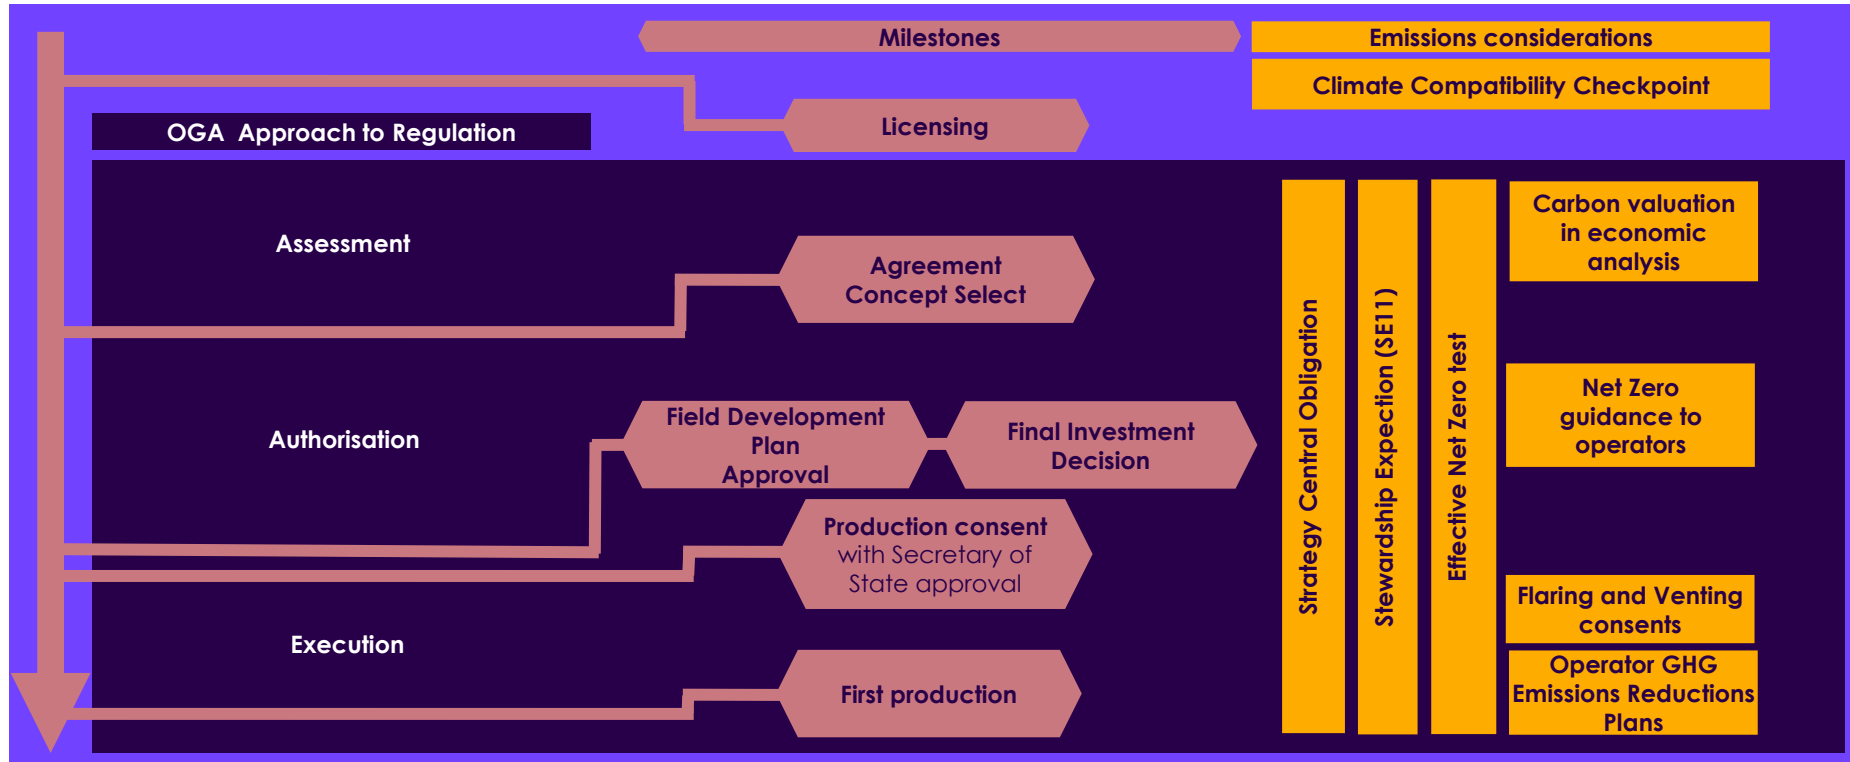 Milestones
Emissions considerations
Climate Compatibility Checkpoint
OGA Approach to Regulation
Licensing
Assessment
Agreement
Concept Select
Authorisation
Field Development
Plan
Approval
Final Investment
Decision
Production consent
with Secretary of
State approval
Execution
First production
Strategy Central Obligation
Stewardship Expection (SE11)
Effective Net Zero test
Carbon valuation
in economic
analysis
Net Zero
guidance to
operators
Flaring and Venting
consents
Operator GHG
Emissions Reductions
Plans